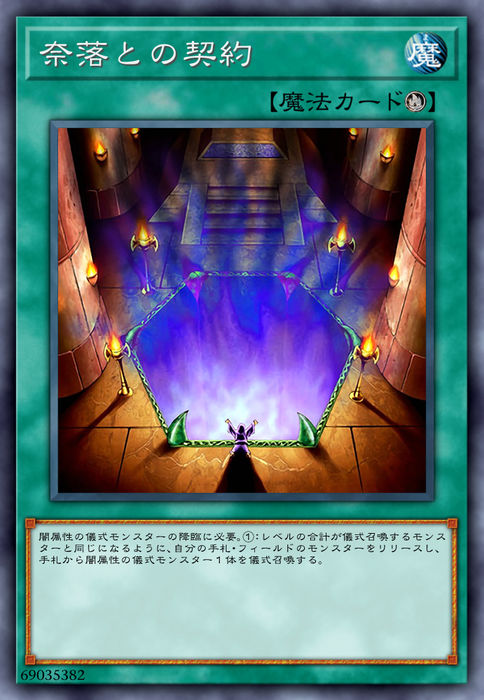 奈落との契約
魔
【魔法カード】
闇属性の儀式モンスターの降臨に必要。①:レベルの合計が儀式召喚するモンス
ターと同じになるように、自分の手札・フィールドのモンスターをリリースし、
手札から闇属性の儀式モンスター１体を儀式召喚する。
69035382